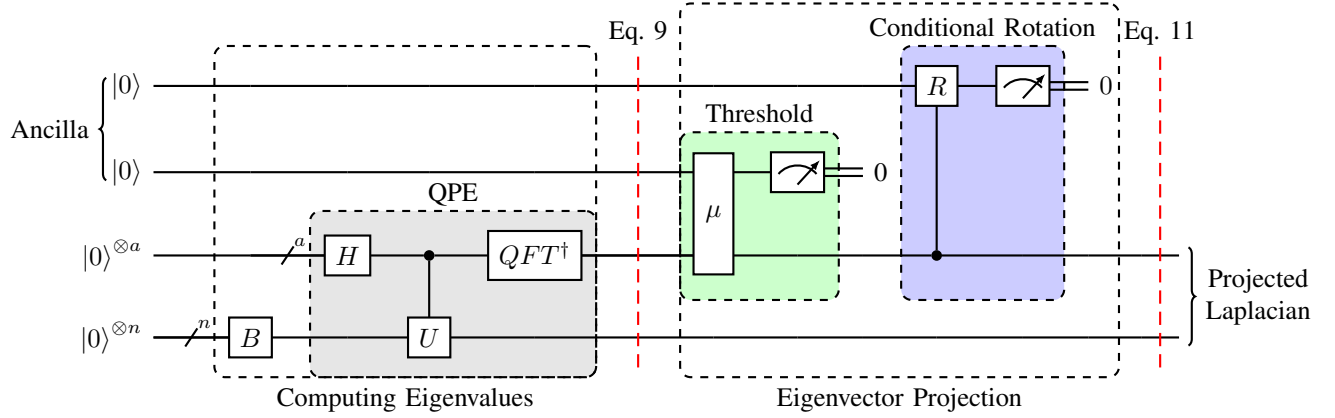 Eq. 9
Conditional Rotation
Eq. 11
|0⟩
R
0
Ancilla
Threshold
|0⟩
μ
0
QPE
|0⟩⊗a
a
H
QFT†
Projected
Laplacian
|0⟩⊗n
n
B
U
Computing Eigenvalues
Eigenvector Projection